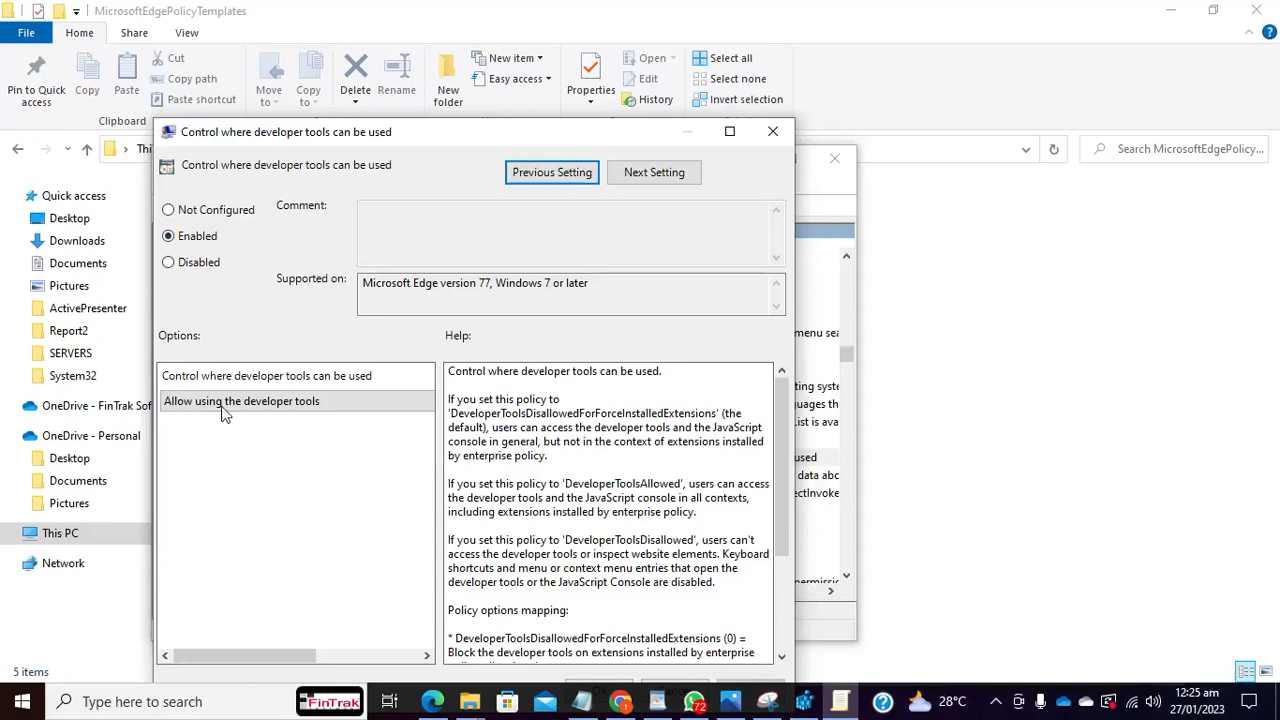 MicrosoftEdgePolicyTemplates
File Home Share View
Pin to Quick access
Copy
Paste
Cut
Copy path
Paste shortcut
Clipboard
Move to
Copy to
Delete
Rename
New folder
New item
Easy access
Properties
Open
Edit
History
Select all
Select none
Invert selection
Search MicrosoftEdgePolicy...
Quick access
Desktop
Downloads
Documents
Pictures
ActivePresenter
Report2
SERVERS
System32
OneDrive - FinTrak Sof
OneDrive - Personal
Desktop
Documents
Pictures
This PC
Network
5 items
Control where developer tools can be used
Control where developer tools can be used
Previous Setting
Next Setting
Not Configured
Enabled
Disabled
Comment:
Supported on:
Microsoft Edge version 77, Windows 7 or later
Options:
Help:
Control where developer tools can be used
Allow using the developer tools
Control where developer tools can be used.
If you set this policy to
'DeveloperToolsDisallowedForForceInstalledExtensions' (the
default), users can access the developer tools and the JavaScript
console in general, but not in the context of extensions installed
by enterprise policy.
If you set this policy to 'DeveloperToolsAllowed', users can access
the developer tools and the JavaScript console in all contexts,
including extensions installed by enterprise policy.
If you set this policy to 'DeveloperToolsDisallowed', users can't
access the developer tools or inspect website elements. Keyboard
shortcuts and menu or context menu entries that open the
developer tools or the JavaScript Console are disabled.
Policy options mapping:
* DeveloperToolsDisallowedForForceInstalledExtensions (0) =
Block the developer tools on extensions installed by enterprise
menu sea
ting system
languages tha
List is avai
used
data abo
ectInvoke
Type here to search
FinTrak
72
28°C
12:25 am
27/01/2023